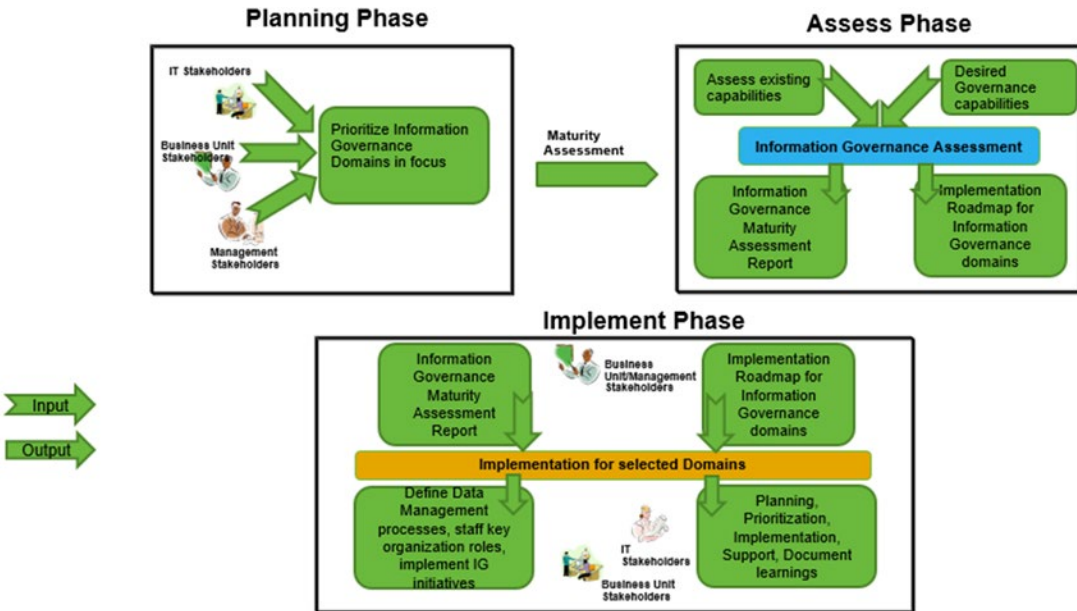 Planning Phase
IT Stakeholders
Business Unit
Stakeholders
Management
Stakeholders
Prioritize Information
Governance
Domains in focus
Maturity
Assessment
Assess Phase
Assess existing
capabilities
Desired
Governance
capabilities
Information Governance Assessment
Information
Governance
Maturity
Assessment
Report
Implementation
Roadmap for
Information
Governance
domains
Implement Phase
Input
Output
Information
Governance
Maturity
Assessment
Report
Business
Unit/Management
Stakeholders
Implementation
Roadmap for
Information
Governance
domains
Implementation for selected Domains
Define Data
Management
processes, staff key
organization roles,
implement IG
initiatives
IT
Stakeholders
Business Unit
Stakeholders
Planning,
Prioritization,
Implementation,
Support, Document
learnings